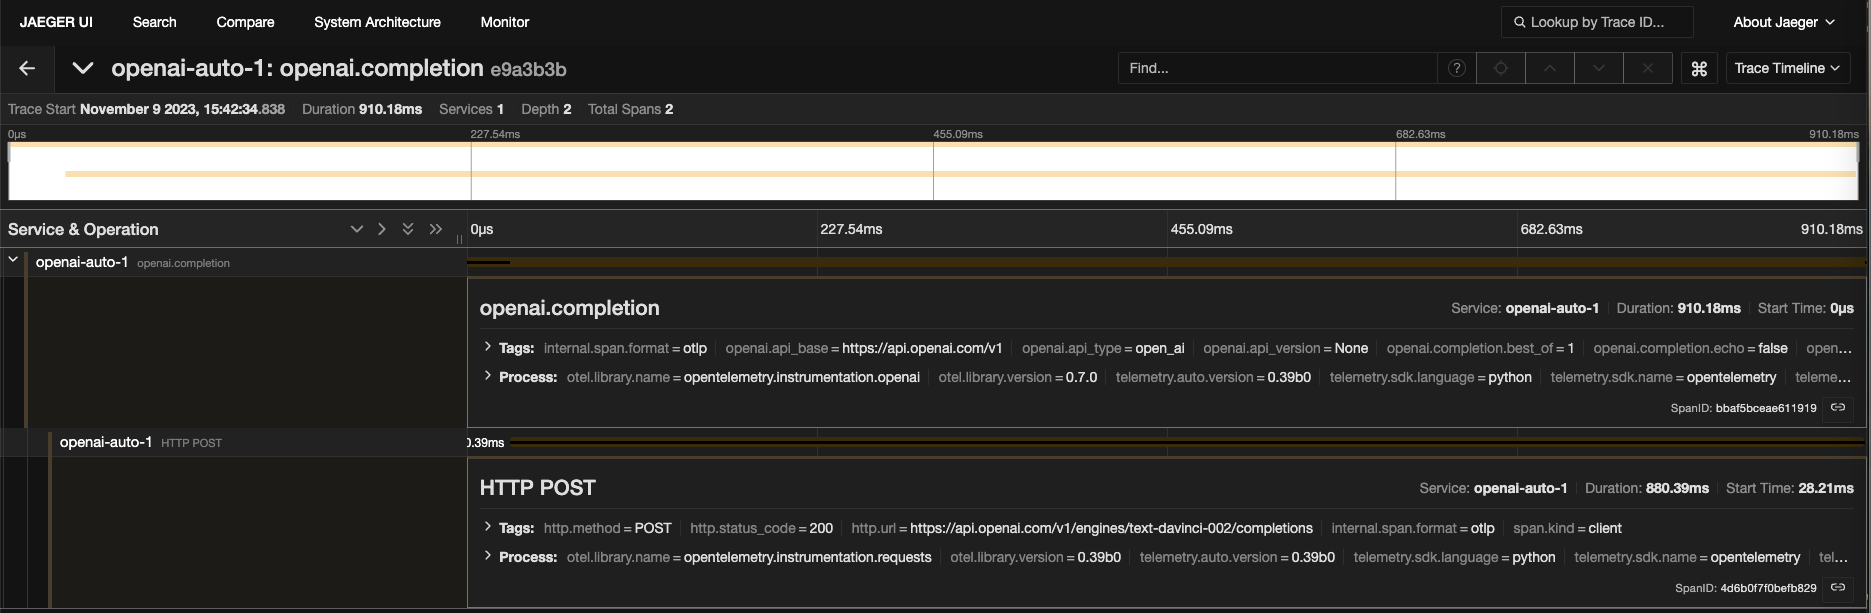 JAEGER UI Search Compare System Architecture Monitor Lookup by Trace ID... About Jaeger
openai-auto-1: openai.completion e9a3b3b Find... ? ⌘ Trace Timeline
Trace Start November 9 2023, 15:42:34.838 Duration 910.18ms Services 1 Depth 2 Total Spans 2
0μs 227.54ms 455.09ms 682.63ms 910.18ms
Service & Operation 0μs 227.54ms 455.09ms 682.63ms 910.18ms
openai-auto-1 openai.completion
openai.completion Service: openai-auto-1 Duration: 910.18ms Start Time: 0μs
Tags: internal.span.format = otlp openai.api_base = https://api.openai.com/v1 openai.api_type = open_ai openai.api_version = None openai.completion.best_of = 1 openai.completion.echo = false open...
Process: otel.library.name = opentelemetry.instrumentation.openai otel.library.version = 0.7.0 telemetry.auto.version = 0.39b0 telemetry.sdk.language = python telemetry.sdk.name = opentelemetry teleme...
SpanID: bbaf5bceae611919
openai-auto-1 HTTP POST 0.39ms
HTTP POST Service: openai-auto-1 Duration: 880.39ms Start Time: 28.21ms
Tags: http.method = POST http.status_code = 200 http.url = https://api.openai.com/v1/engines/text-davinci-002/completions internal.span.format = otlp span.kind = client
Process: otel.library.name = opentelemetry.instrumentation.requests otel.library.version = 0.39b0 telemetry.auto.version = 0.39b0 telemetry.sdk.language = python telemetry.sdk.name = opentelemetry tel...
SpanID: 4d6b0f7f0befb829